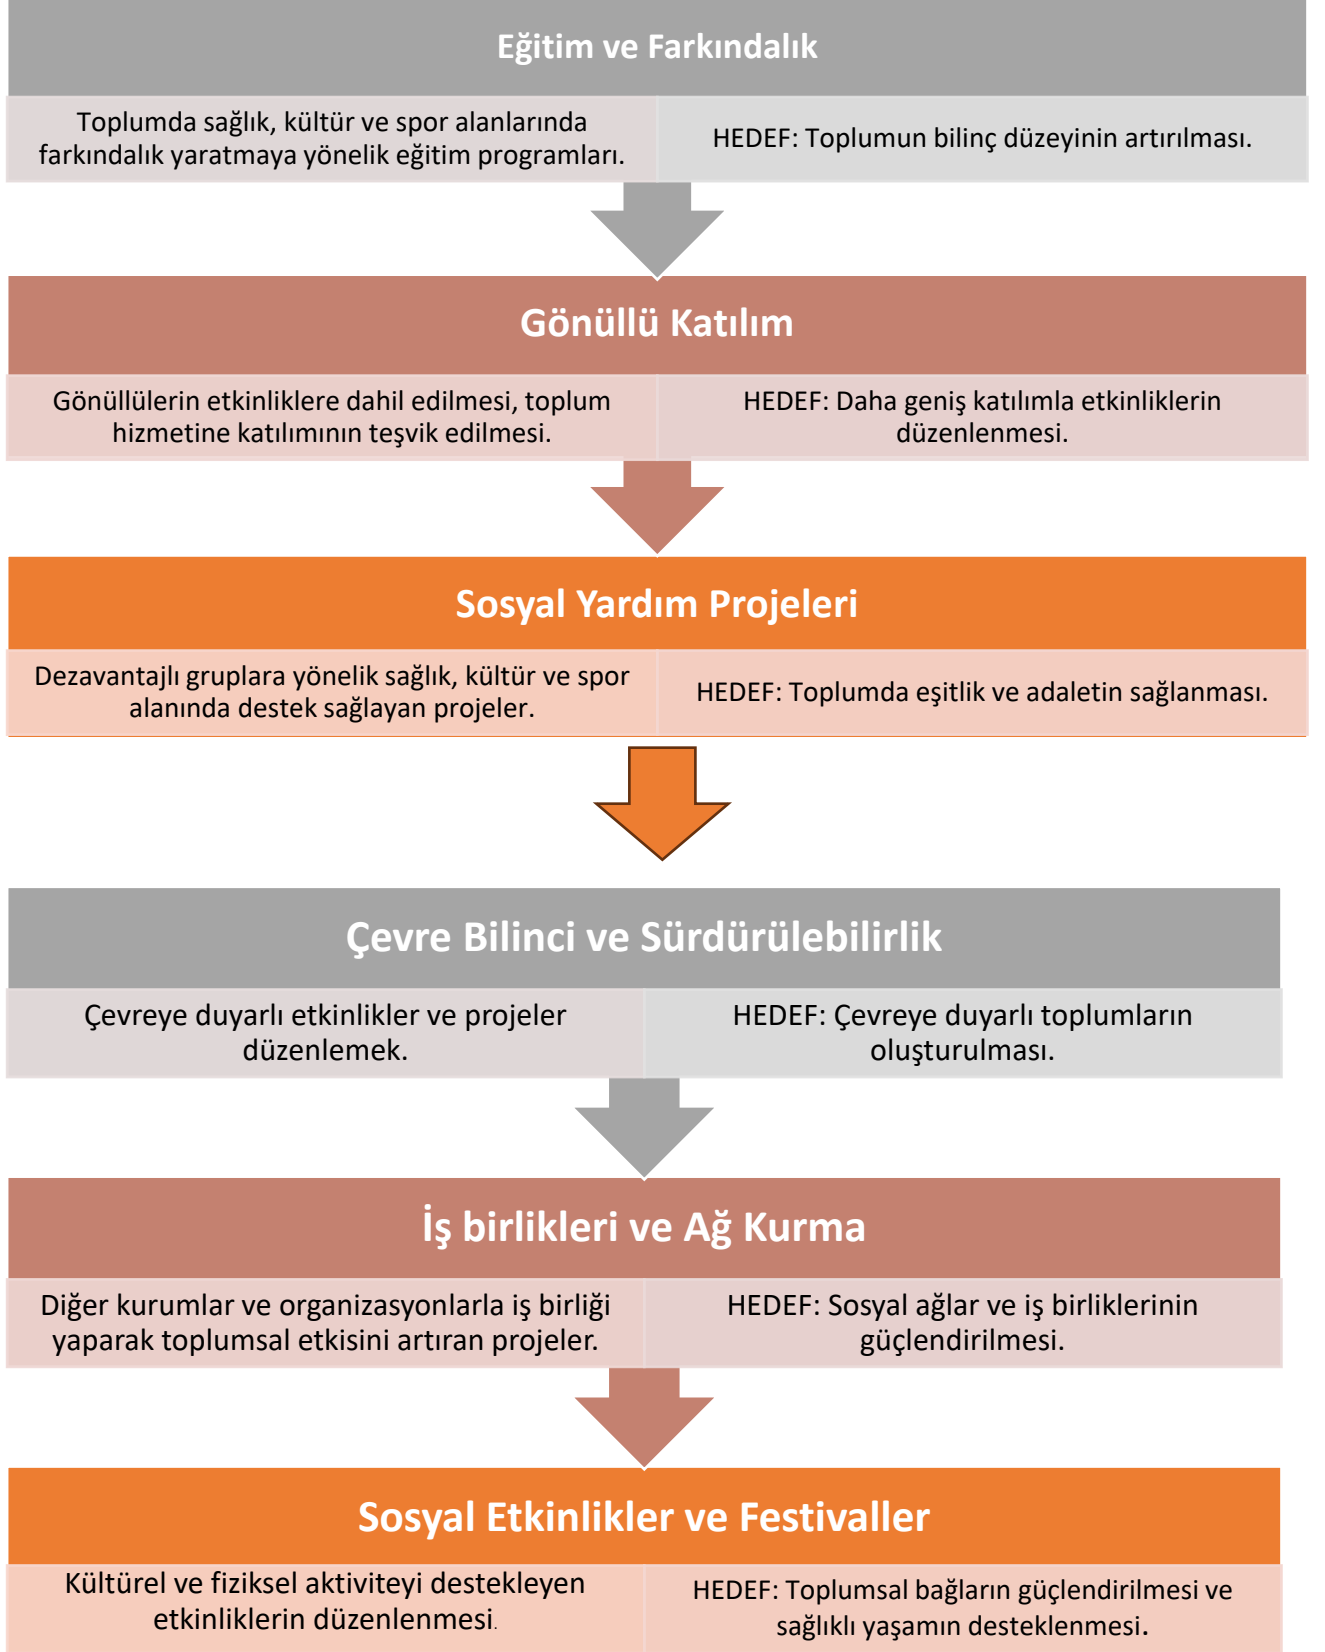 Eğitim ve Farkındalık
Toplumda sağlık, kültür ve spor alanlarında
farkındalık yaratmaya yönelik eğitim programları.
HEDEF: Toplumun bilinç düzeyinin artırılması.
Gönüllü Katılım
Gönüllülerin etkinliklere dahil edilmesi, toplum
hizmetine katılımının teşvik edilmesi.
HEDEF: Daha geniş katılımla etkinliklerin
düzenlenmesi.
Sosyal Yardım Projeleri
Dezavantajlı gruplara yönelik sağlık, kültür ve spor
alanında destek sağlayan projeler.
HEDEF: Toplumda eşitlik ve adaletin sağlanması.
Çevre Bilinci ve Sürdürülebilirlik
Çevreye duyarlı etkinlikler ve projeler
düzenlemek.
HEDEF: Çevreye duyarlı toplumların
oluşturulması.
İş birlikleri ve Ağ Kurma
Diğer kurumlar ve organizasyonlarla iş birliği
yaparak toplumsal etkisini artıran projeler.
HEDEF: Sosyal ağlar ve iş birliklerinin
güçlendirilmesi.
Sosyal Etkinlikler ve Festivaller
Kültürel ve fiziksel aktiviteyi destekleyen
etkinliklerin düzenlenmesi.
HEDEF: Toplumsal bağların güçlendirilmesi ve
sağlıklı yaşamın desteklenmesi.